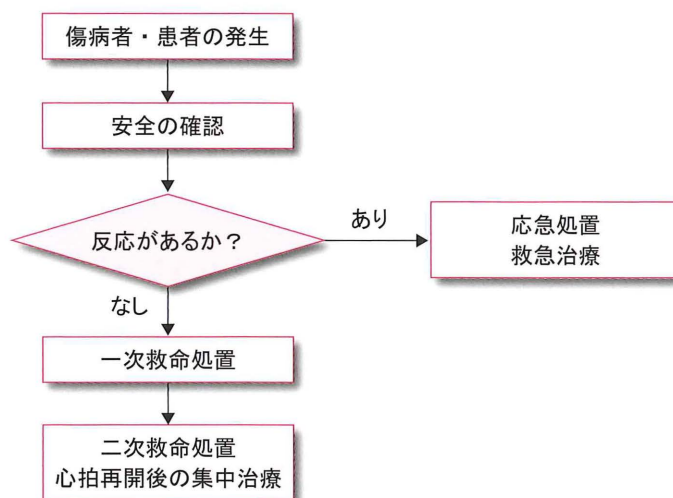 傷病者・患者の発生
安全の確認
反応があるか？
あり
応急処置
救急治療
なし
一次救命処置
二次救命処置
心拍再開後の集中治療